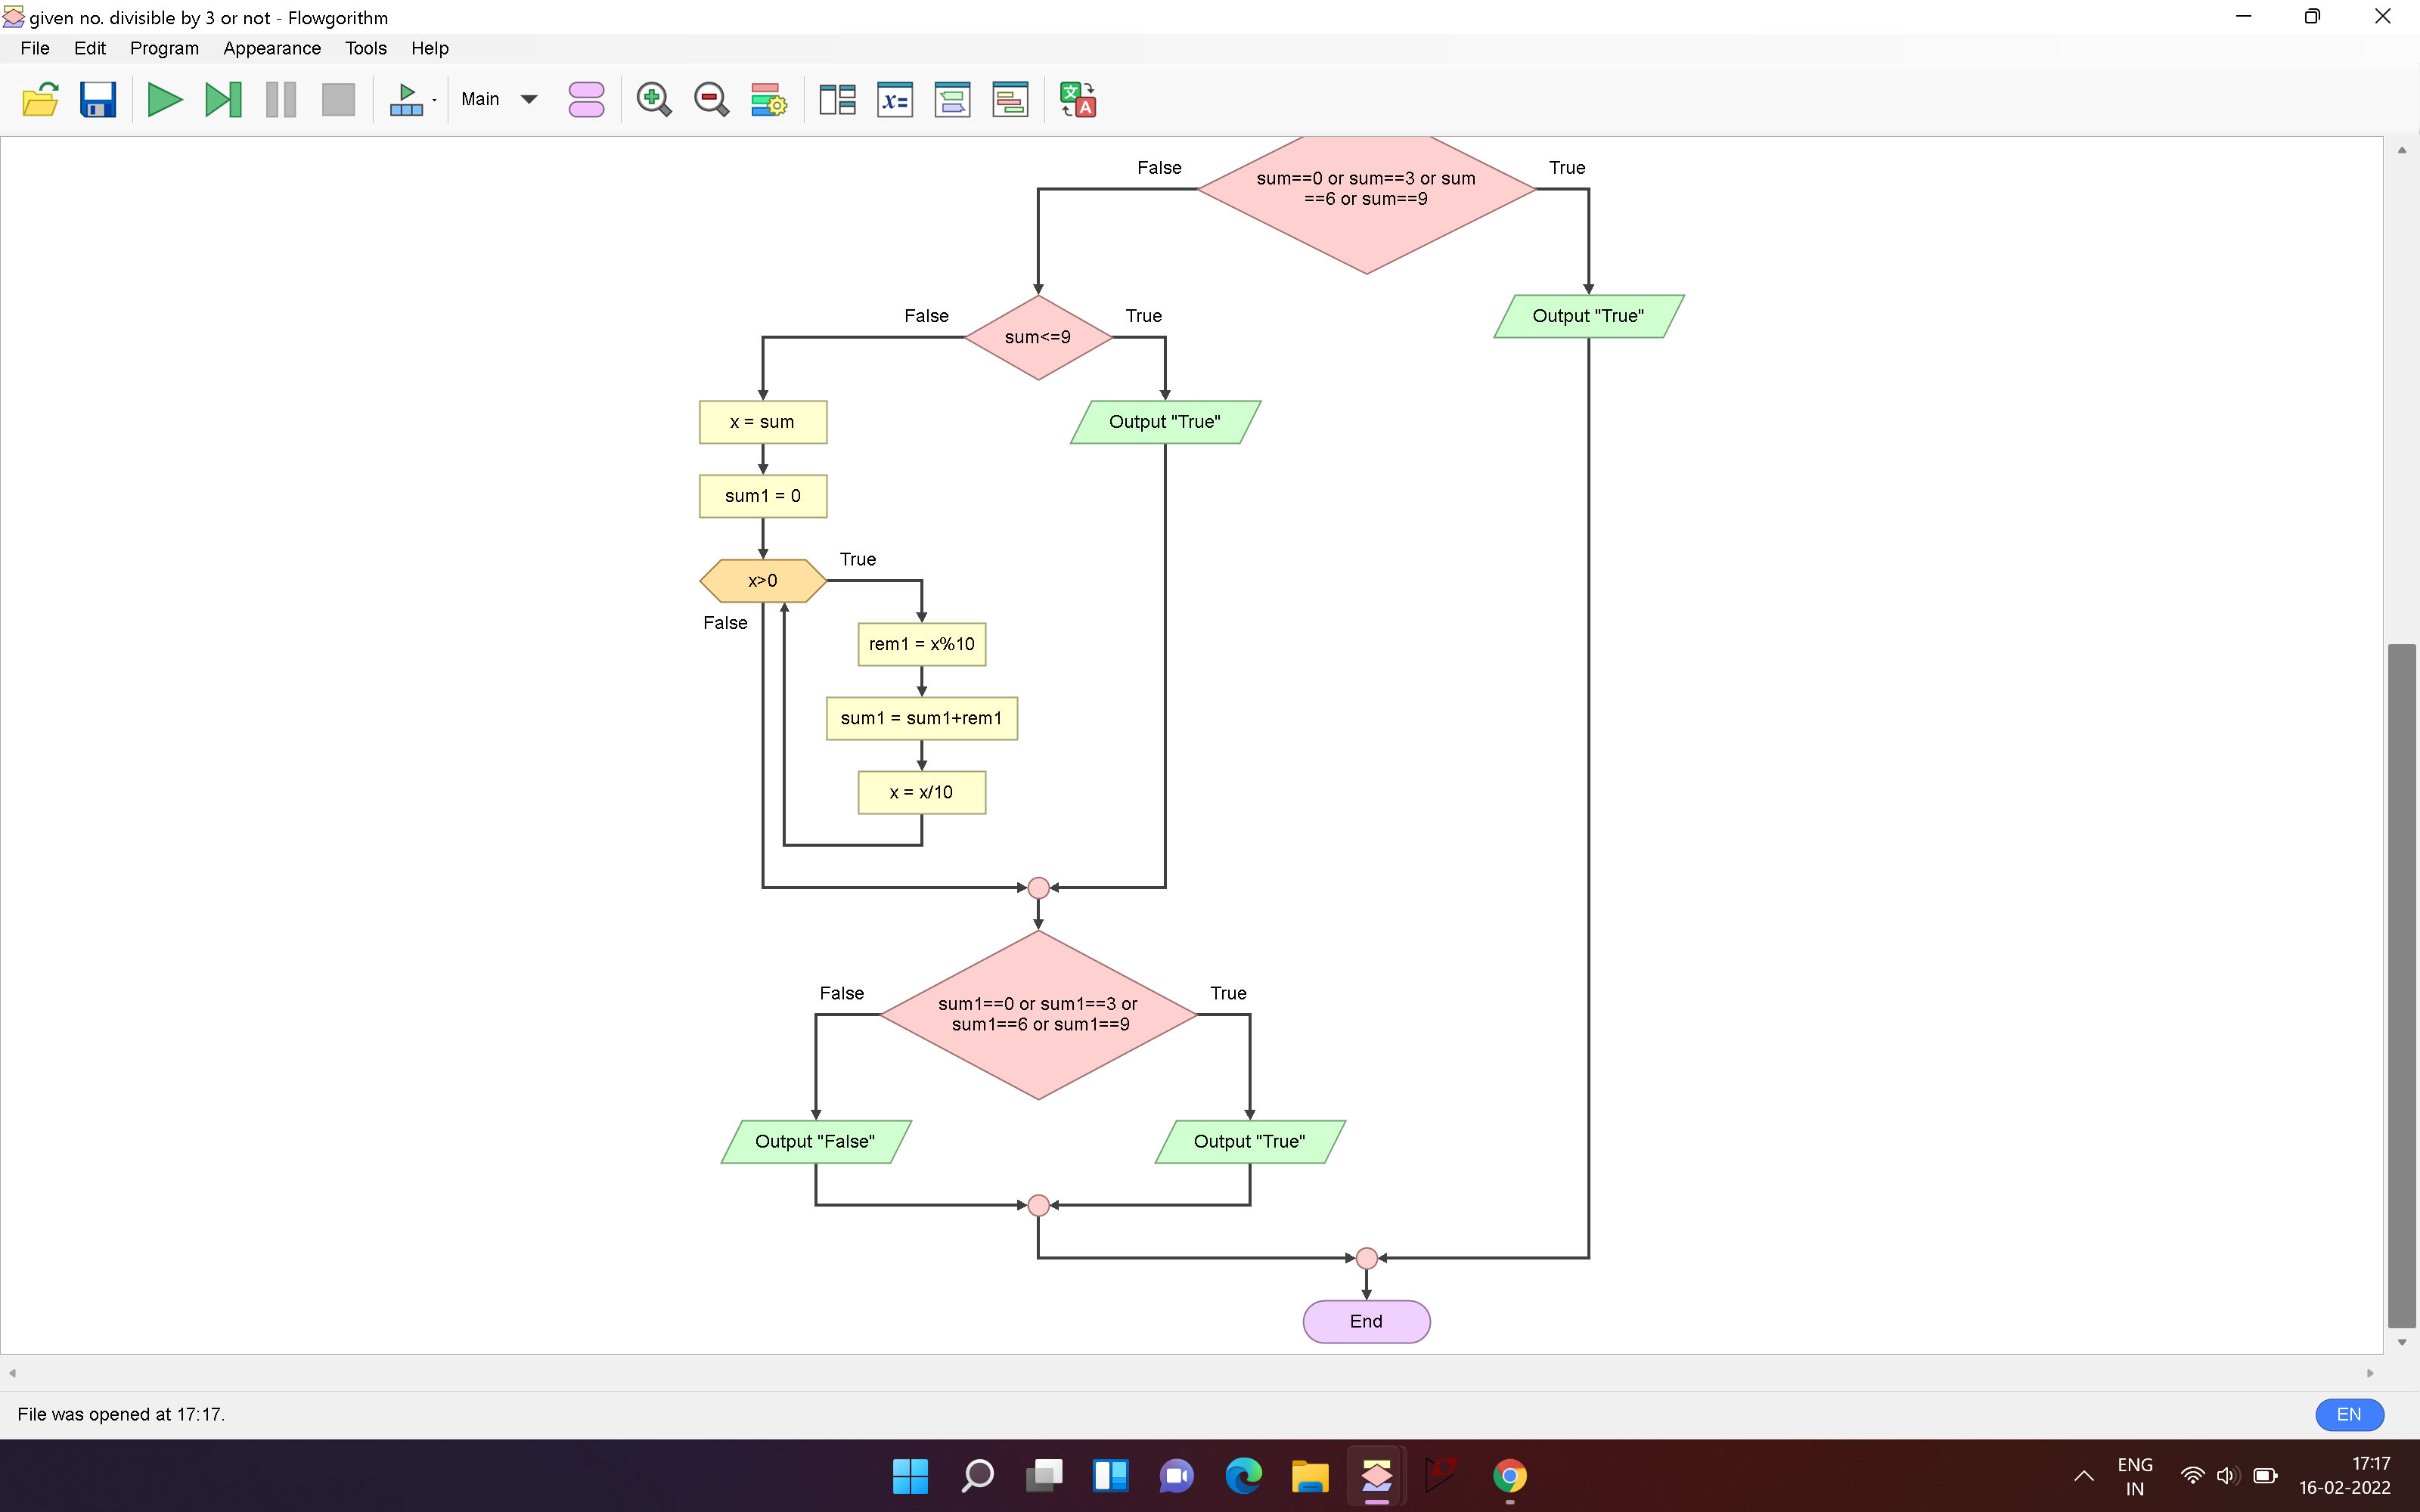 given no. divisible by 3 or not - Flowgorithm
File Edit Program Appearance Tools Help
Main
x=
文
A
False
True
sum==0 or sum==3 or sum
==6 or sum==9
False
True
sum<=9
Output "True"
x = sum
Output "True"
sum1 = 0
True
x>0
False
rem1 = x%10
sum1 = sum1+rem1
x = x/10
False
True
sum1==0 or sum1==3 or
sum1==6 or sum1==9
Output "False"
Output "True"
End
File was opened at 17:17.
EN
LT
ENG
IN
17:17
16-02-2022